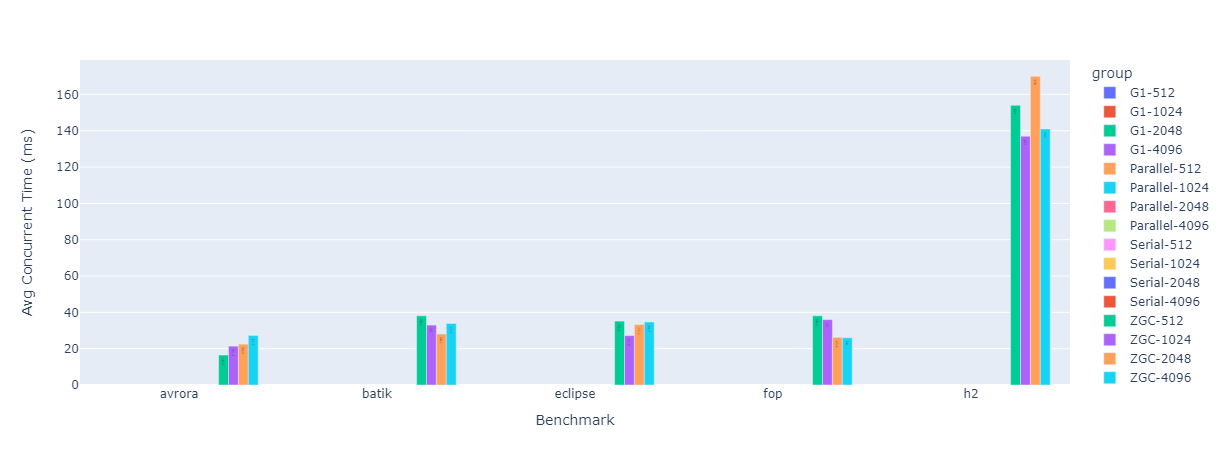 group
G1-512
G1-1024
G1-2048
G1-4096
Parallel-512
Parallel-1024
Parallel-2048
Parallel-4096
Serial-512
Serial-1024
Serial-2048
Serial-4096
ZGC-512
ZGC-1024
ZGC-2048
ZGC-4096
Avg Concurrent Time (ms)
160
140
120
100
80
60
40
20
0
avrora batik eclipse fop h2
Benchmark